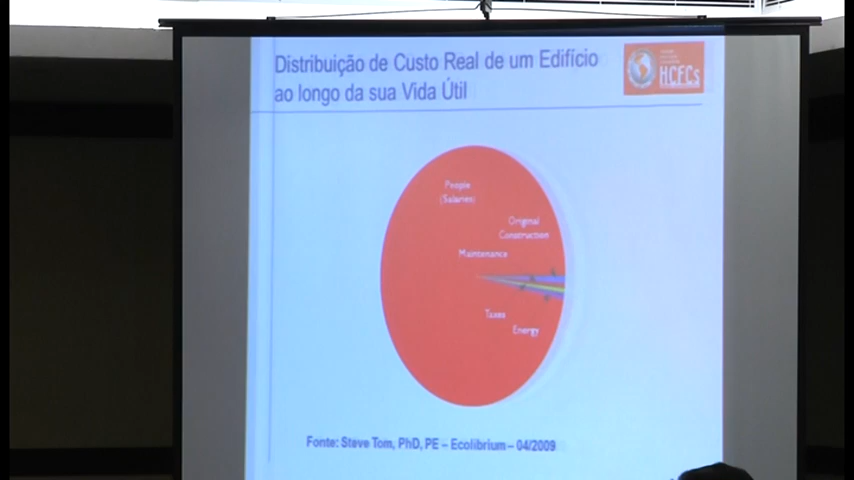 Distribuição de Custo Real de um Edifício
ao longo da sua Vida Útil
HCFCs
People
(Salaries)
Original
Construction
Maintenance
Taxes
Energy
Fonte: Steve Tom, PhD, PE – Ecolibrium – 04/2009